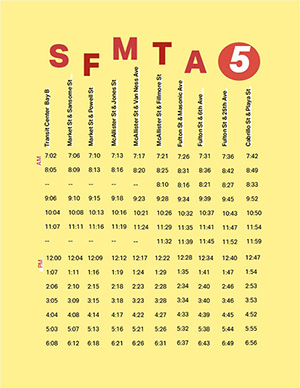 SFMTA 5
Transit Center Bay B
Market St & Sansome St
Market St & Powell St
McAllister St & Jones St
McAllister St & Van Ness Ave
McAllister St & Fillmore St
Fulton St & Masonic Ave
Fulton St & 6th Ave
Fulton St & 25th Ave
Cabrillo St & Playa St
AM
7:02 7:06 7:10 7:13 7:17 7:21 7:26 7:31 7:36 7:42
8:05 8:09 8:13 8:16 8:20 8:25 8:31 8:36 8:42 8:49
-- -- -- -- 8:10 8:16 8:21 8:27 8:33
9:06 9:10 9:15 9:18 9:23 9:28 9:34 9:39 9:45 9:52
10:04 10:08 10:13 10:16 10:21 10:26 10:32 10:37 10:43 10:50
11:07 11:11 11:16 11:19 11:24 11:29 11:35 11:41 11:47 11:54
-- -- -- 11:32 11:39 11:45 11:52 11:59
PM
12:00 12:04 12:09 12:12 12:17 12:22 12:28 12:34 12:40 12:47
1:07 1:11 1:16 1:19 1:24 1:29 1:35 1:41 1:47 1:54
2:06 2:10 2:15 2:18 2:23 2:28 2:34 2:40 2:46 2:53
3:05 3:09 3:15 3:18 3:23 3:28 3:34 3:40 3:46 3:53
4:04 4:08 4:14 4:17 4:22 4:27 4:33 4:39 4:45 4:52
5:03 5:07 5:13 5:16 5:21 5:26 5:32 5:38 5:44 5:55
6:08 6:12 6:18 6:21 6:26 6:31 6:37 6:43 6:49 6:56